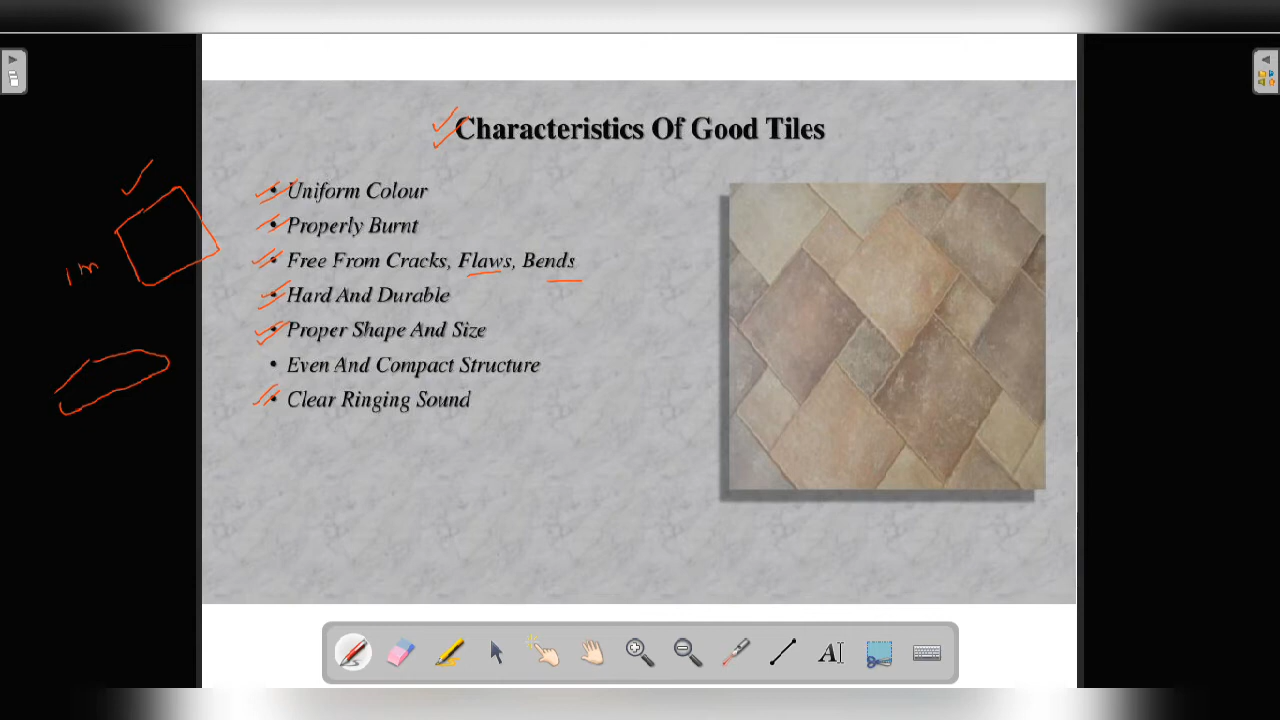 Characteristics Of Good Tiles
• Uniform Colour
• Properly Burnt
• Free From Cracks, Flaws, Bends
1 m
• Hard And Durable
• Proper Shape And Size
• Even And Compact Structure
• Clear Ringing Sound
A